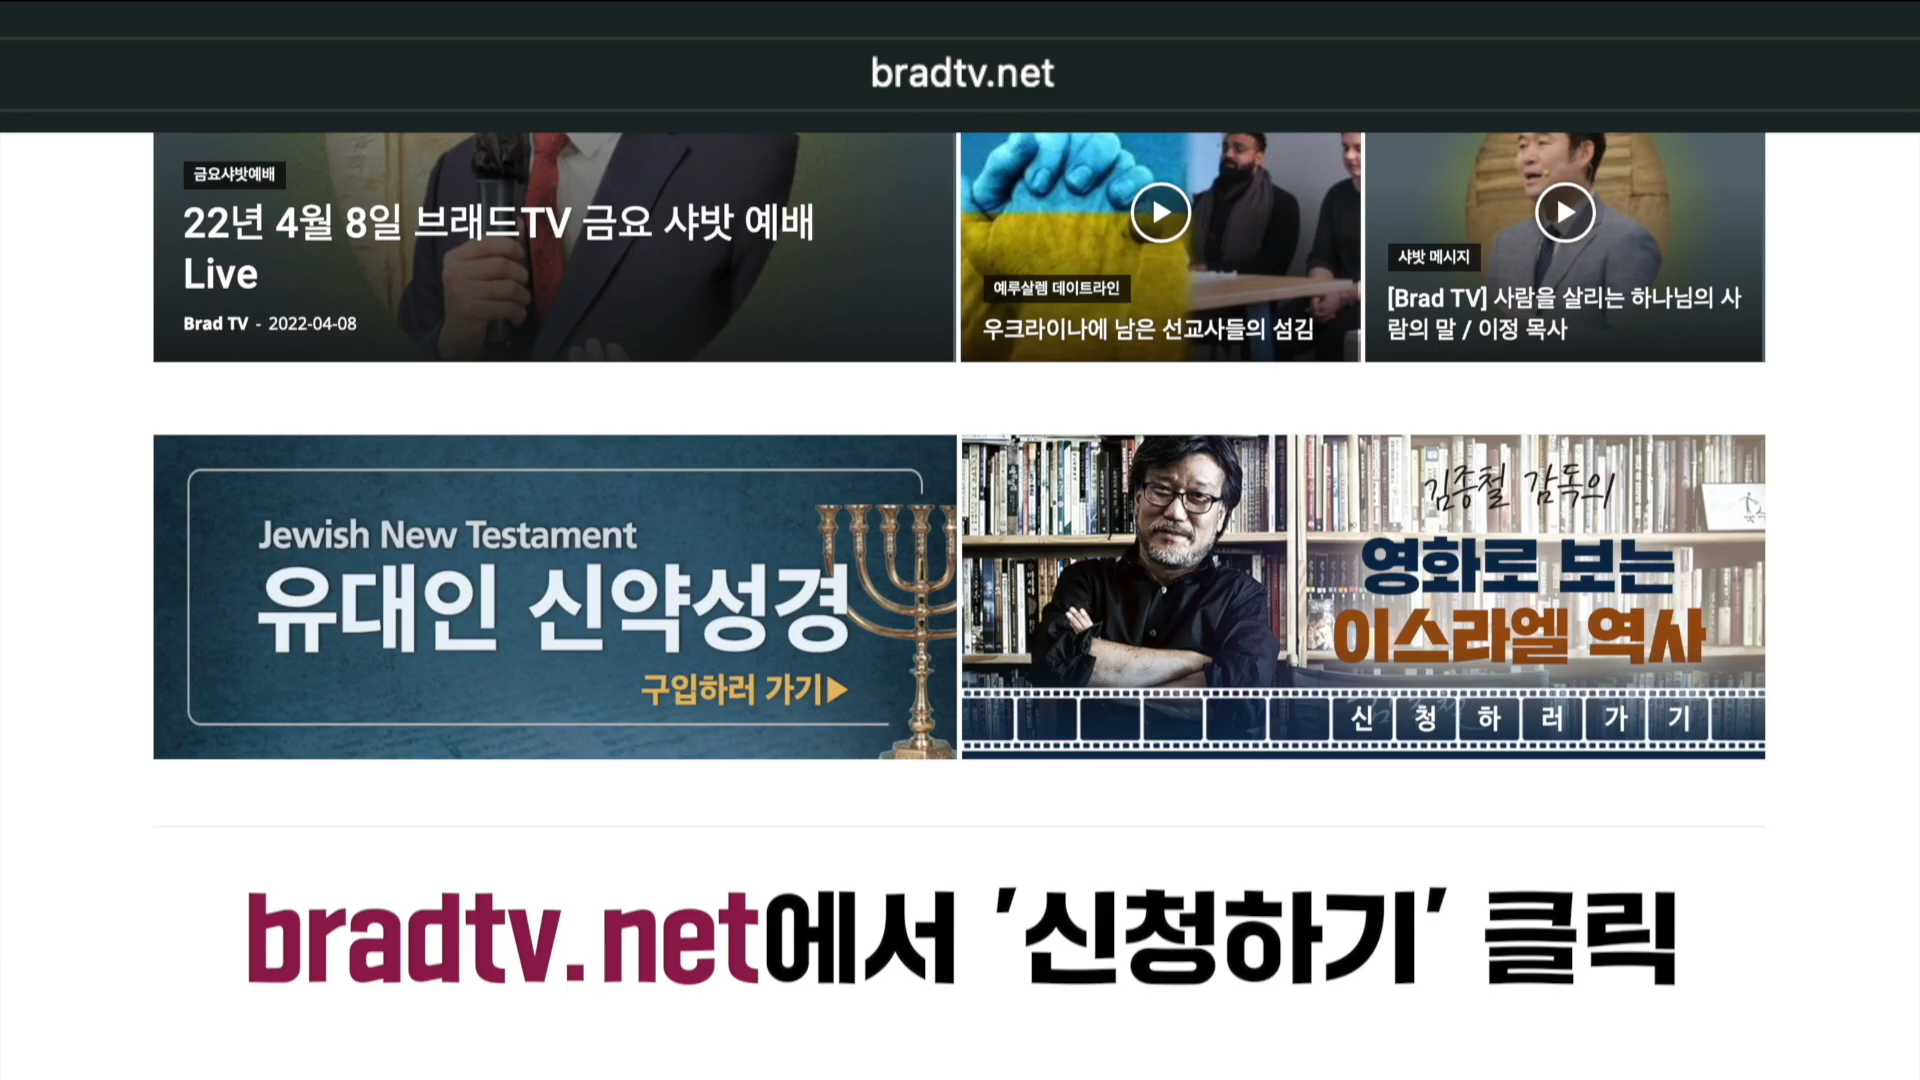 bradtv.net
금요샤밧예배
22년 4월 8일 브래드TV 금요 샤밧 예배
Live
Brad TV - 2022-04-08
예루살렘 데이트라인
우크라이나에 남은 선교사들의 섬김
샤밧 메시지
[Brad TV] 사람을 살리는 하나님의 사
람의 말 / 이정 목사
Jewish New Testament
유대인 신약성경
구입하러 가기▶
김종철 감독의
영화로 보는
이스라엘 역사
신청하러가기
bradtv.net에서 '신청하기' 클릭